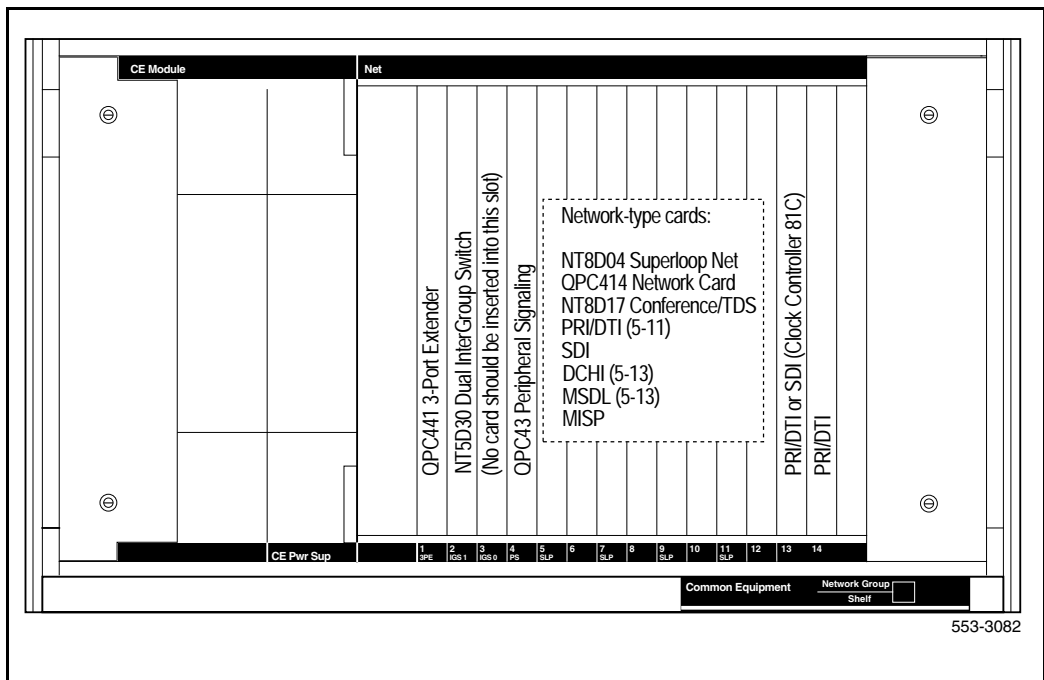 CE Module
Net
QPC441 3-Port Extender
NT5D30 Dual InterGroup Switch
(No card should be inserted into this slot)
QPC43 Peripheral Signaling
Network-type cards:
NT8D04 Superloop Net
QPC414 Network Card
NT8D17 Conference/TDS
PRI/DTI (5-11)
SDI
DCHI (5-13)
MSDL (5-13)
MISP
PRI/DTI or SDI (Clock Controller 81C)
PRI/DTI
CE Pwr Sup
1 2 3 4 5 6 7 8 9 10 11 12 13 14
3PE IGS 1 IGS 0 PS SLP SLP SLP SLP
Common Equipment
Network Group
Shelf
553-3082